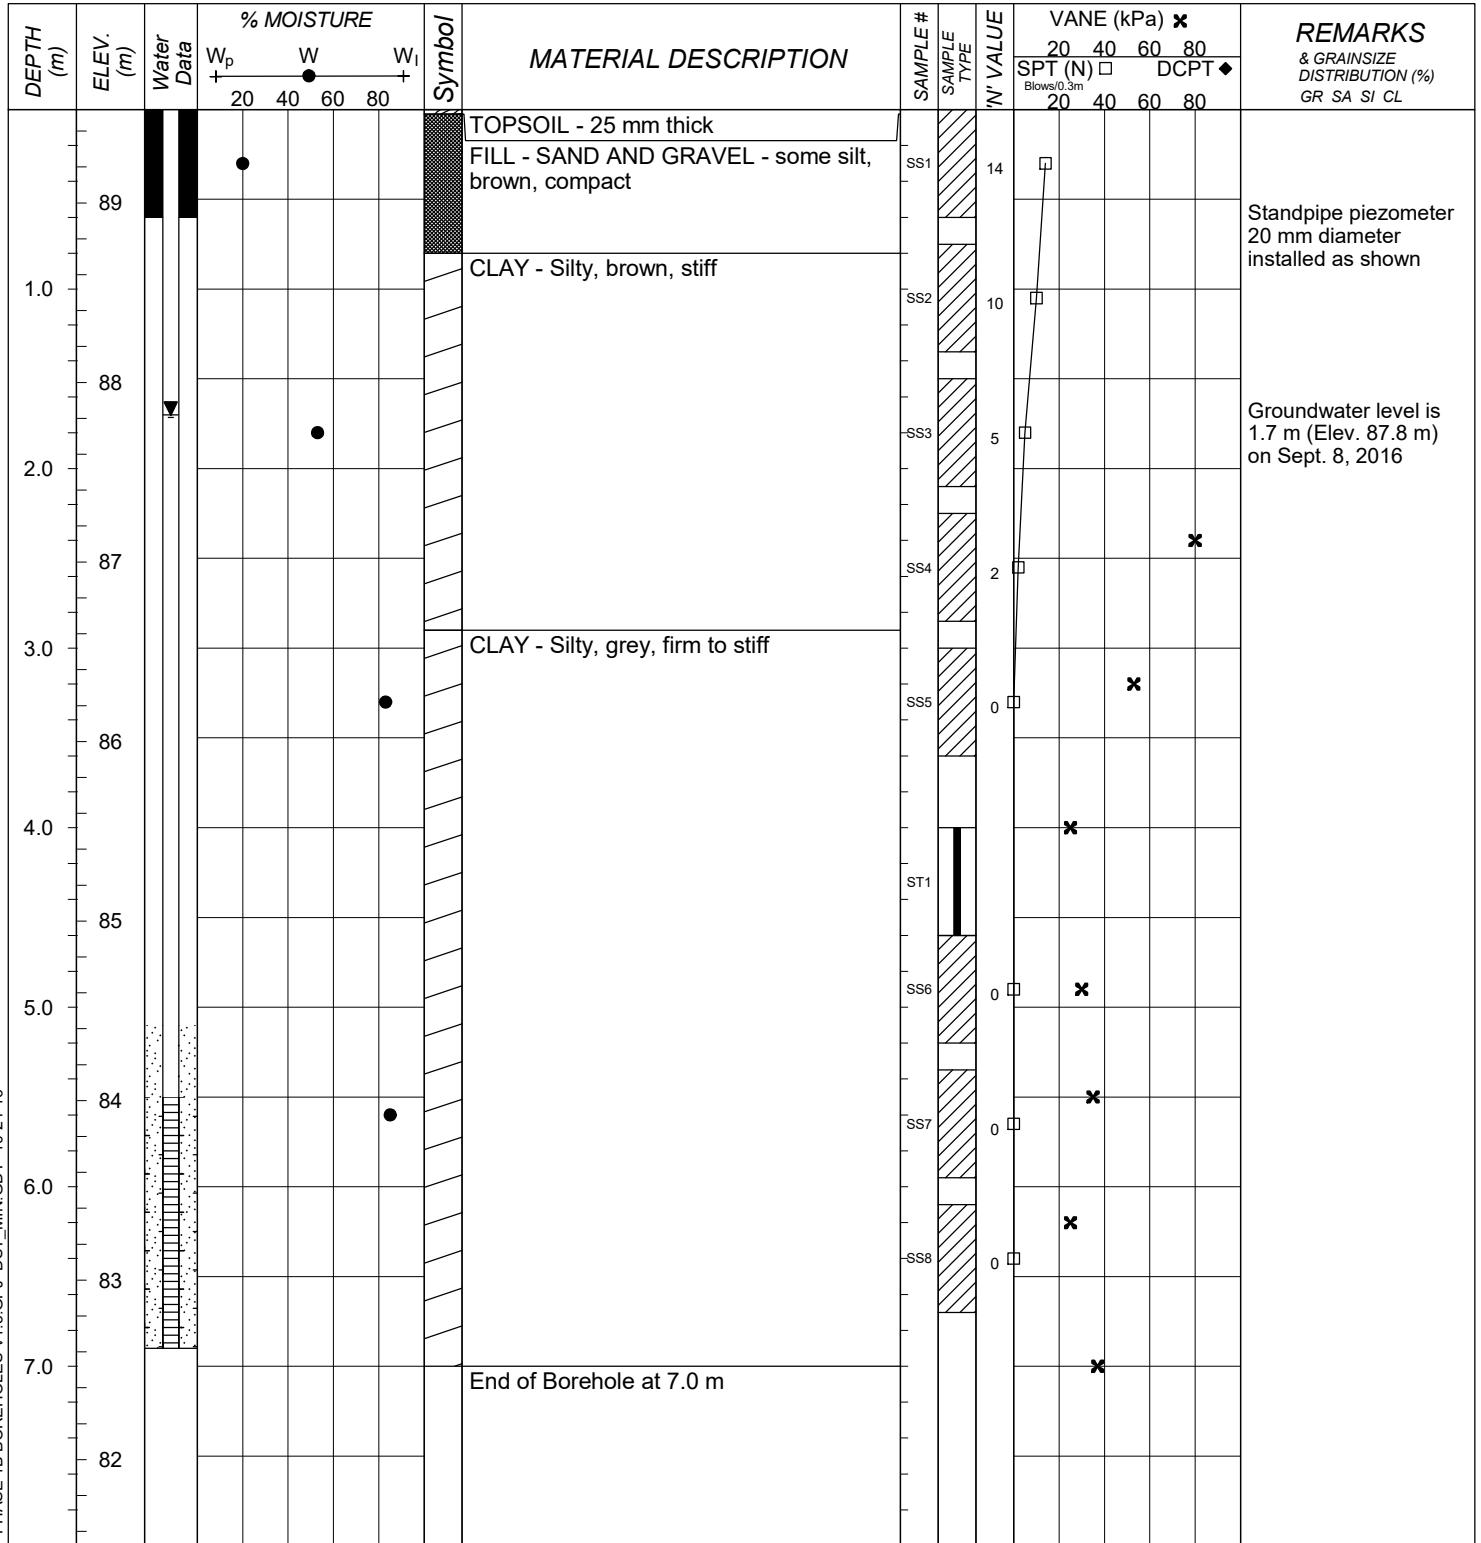 DEPTH
(m)
ELEV.
(m)
Water
Data
% MOISTURE
Wp W Wl
20 40 60 80
Symbol
MATERIAL DESCRIPTION
SAMPLE #
SAMPLE
TYPE
'N' VALUE
VANE (kPa)
20 40 60 80
SPT (N) DCPT
Blows/0.3m
20 40 60 80
REMARKS
& GRAINSIZE
DISTRIBUTION (%)
GR SA SI CL
TOPSOIL - 25 mm thick
FILL - SAND AND GRAVEL - some silt,
brown, compact
SS1
14
89
Standpipe piezometer
20 mm diameter
installed as shown
CLAY - Silty, brown, stiff
1.0
SS2
10
88
Groundwater level is
1.7 m (Elev. 87.8 m)
on Sept. 8, 2016
SS3
5
2.0
87
SS4
2
CLAY - Silty, grey, firm to stiff
3.0
SS5
0
86
4.0
ST1
85
SS6
0
5.0
84
SS7
0
6.0
SS8
0
83
7.0
End of Borehole at 7.0 m
82